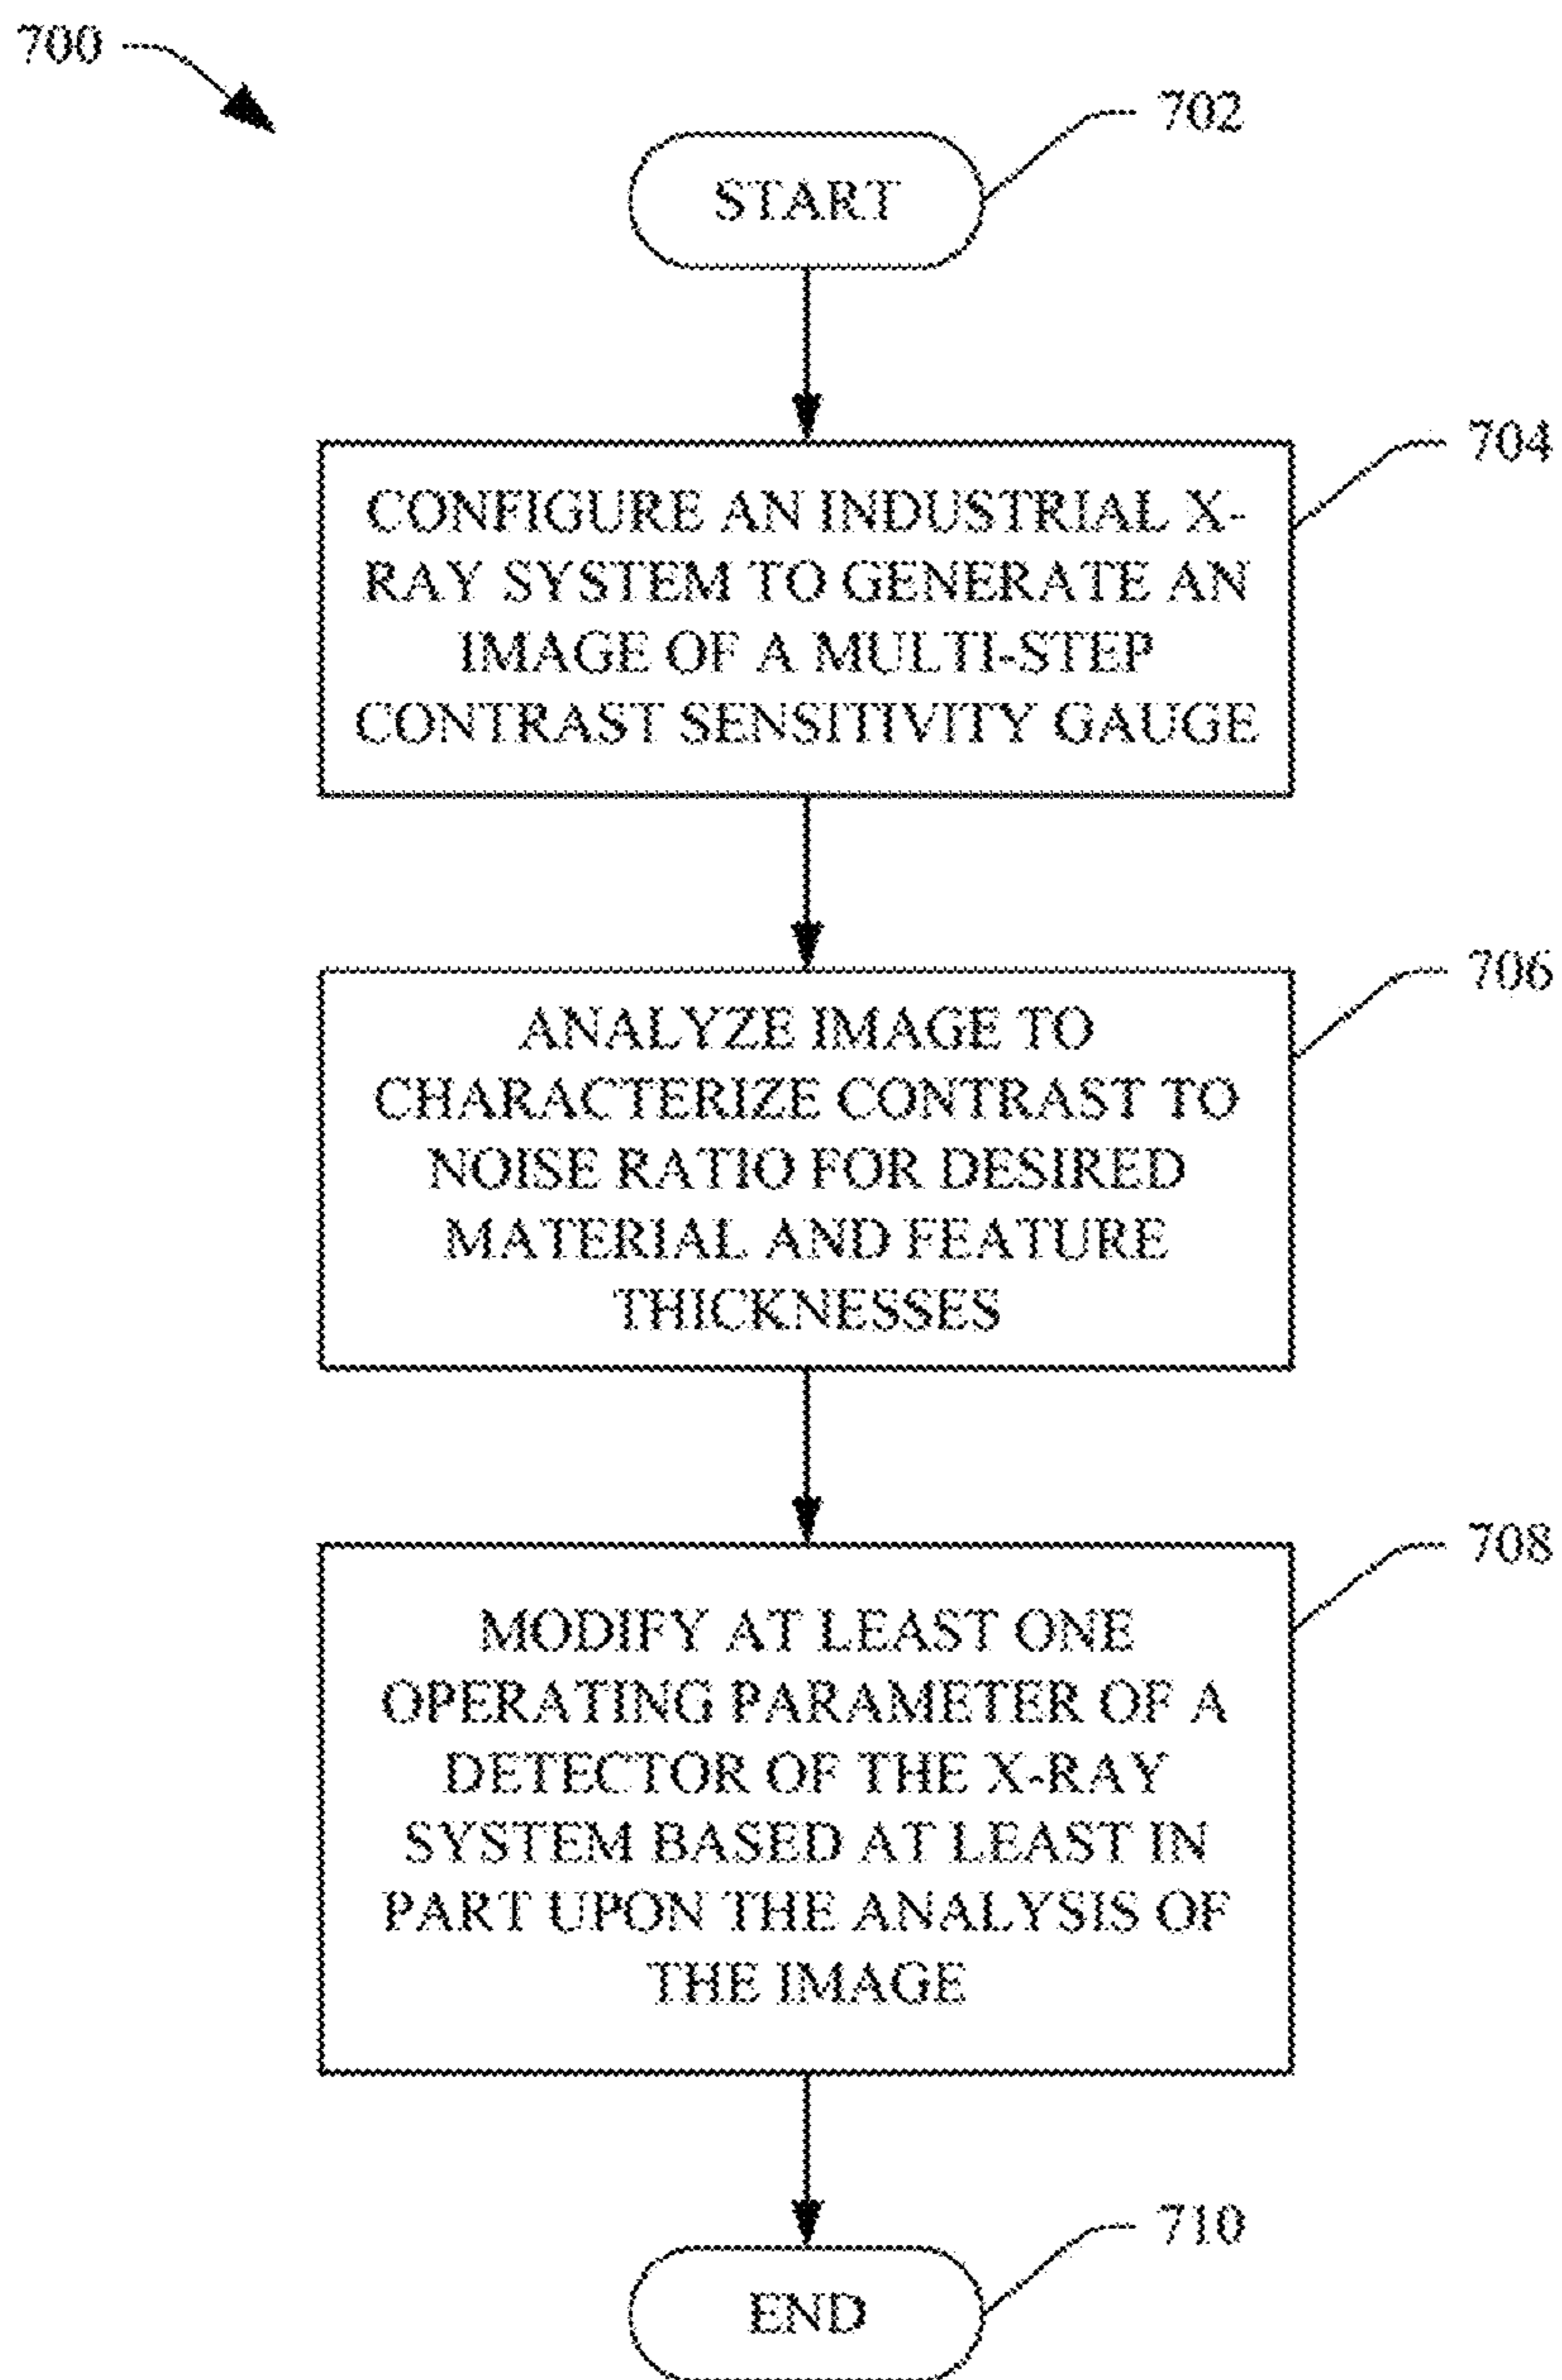 700
702
START
704
CONFIGURE AN INDUSTRIAL X-
RAY SYSTEM TO GENERATE AN
IMAGE OF A MULTI-STEP
CONTRAST SENSITIVITY GAUGE
706
ANALYZE IMAGE TO
CHARACTERIZE CONTRAST TO
NOISE RATIO FOR DESIRED
MATERIAL AND FEATURE
THICKNESSES
708
MODIFY AT LEAST ONE
OPERATING PARAMETER OF A
DETECTOR OF THE X-RAY
SYSTEM BASED AT LEAST IN
PART UPON THE ANALYSIS OF
THE IMAGE
710
END